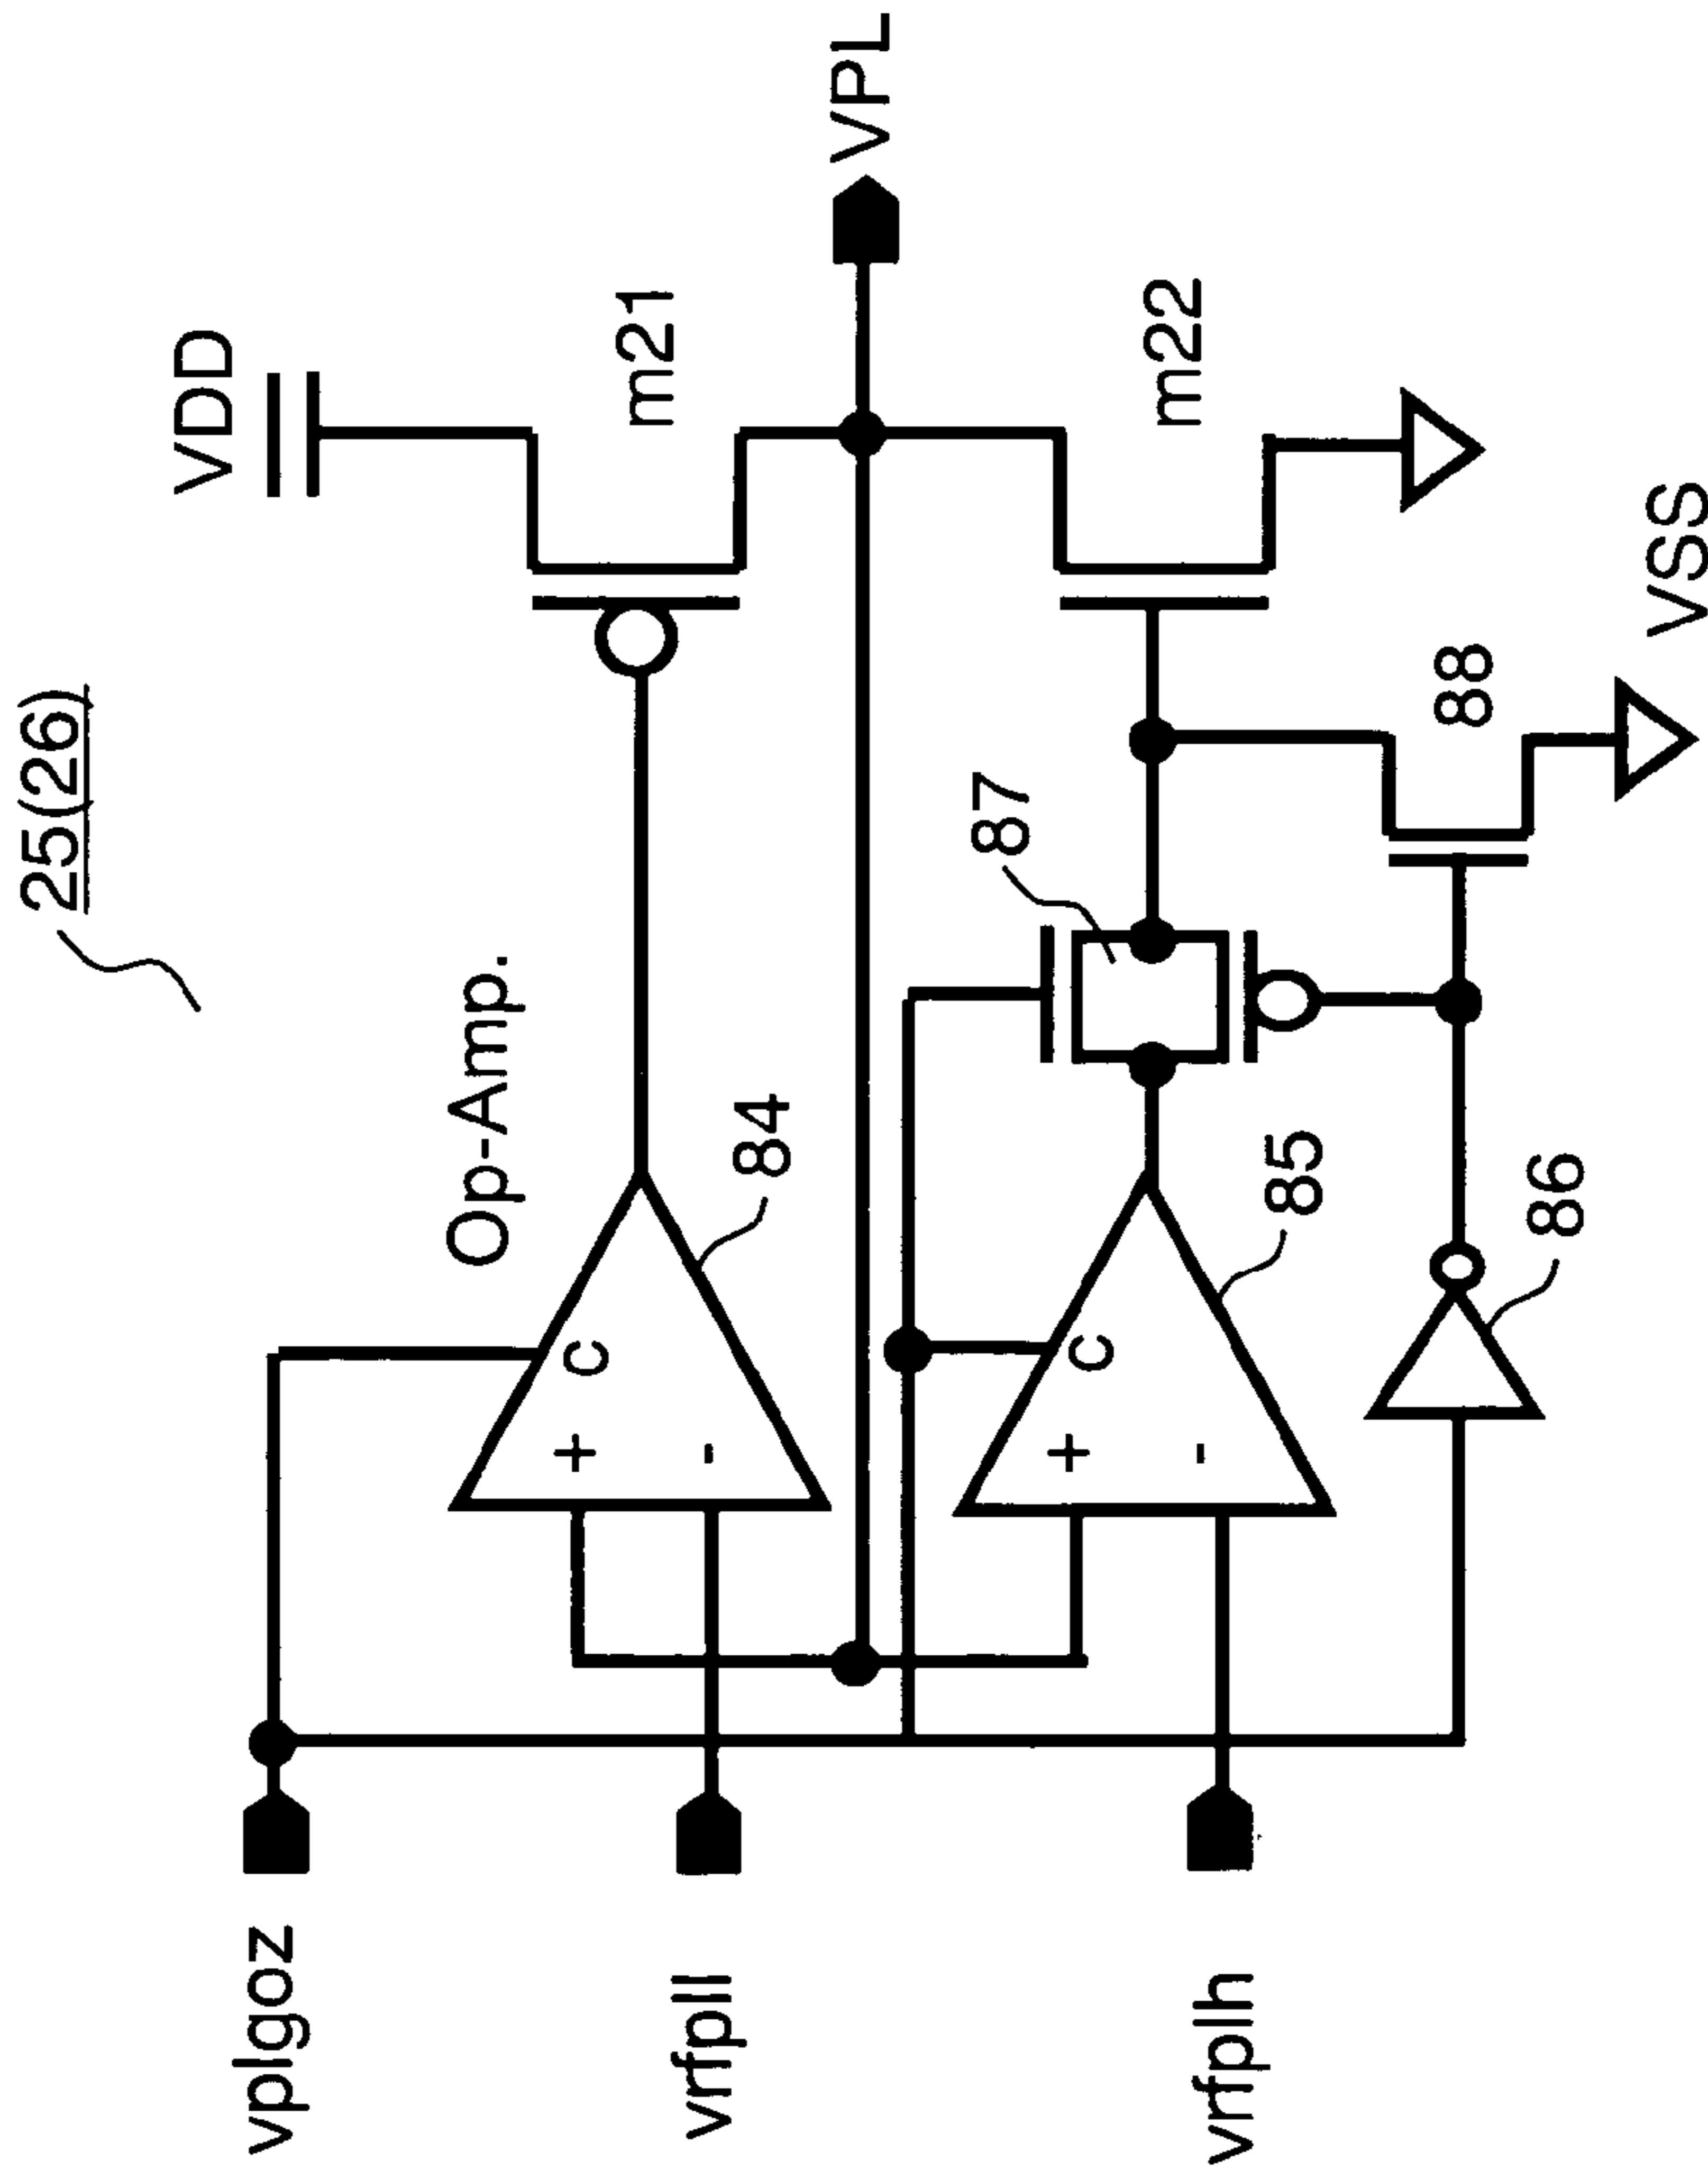 25(26)
VDD
Op-Amp.
m21
84
c
+
-
vplgoz
vrfpll
VPL
87
m22
85
c
+
-
vrfplh
88
86
VSS